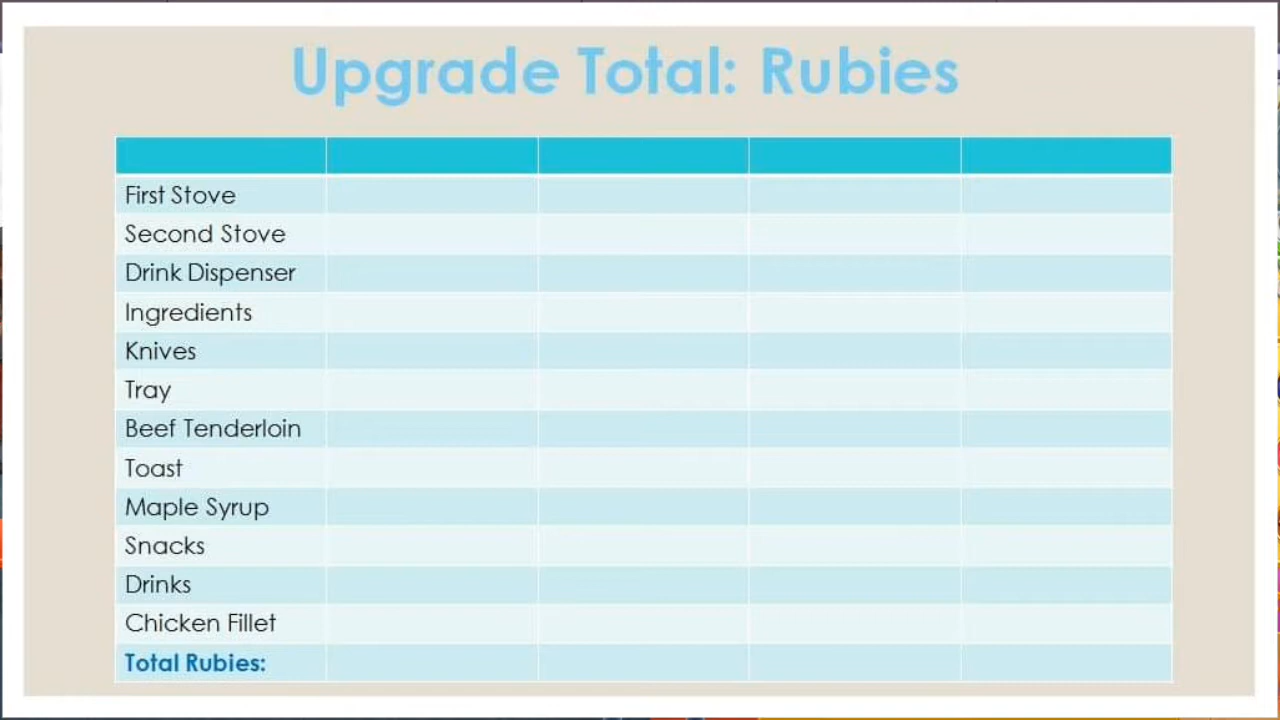 Upgrade Total: Rubies
First Stove
Second Stove
Drink Dispenser
Ingredients
Knives
Tray
Beef Tenderloin
Toast
Maple Syrup
Snacks
Drinks
Chicken Fillet
Total Rubies: